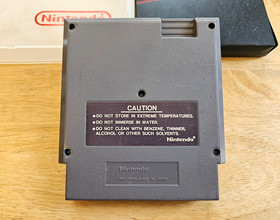 Nintendo
CAUTION
●DO NOT STORE IN EXTREME TEMPERATURES.
●DO NOT IMMERSE IN WATER.
●DO NOT CLEAN WITH BENZENE, THINNER,
ALCOHOL OR OTHER SUCH SOLVENTS.
Nintendo®
Nintendo